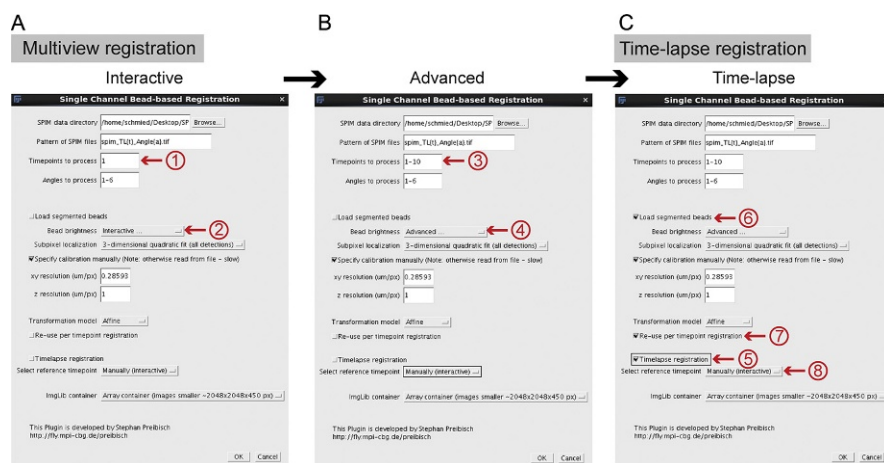 A
B
C
Multiview registration
Time-lapse registration
Interactive
Advanced
Time-lapse
Single Channel Bead-based Registration ×
SPIM data directory /home/schmied/Desktop/SP Browse...
Pattern of SPIM files spim_TL{t}_Angle{a}.tif
Timepoints to process 1 ①
Angles to process 1-6
Load segmented beads
Bead brightness Interactive ... ②
Subpixel localization 3-dimensional quadratic fit (all detections)
Specify calibration manually (Note: otherwise read from file - slow)
xy resolution (um/px) 0.28593
z resolution (um/px) 1
Transformation model Affine
Re-use per timepoint registration
Timelapse registration
Select reference timepoint Manually (interactive)
ImgLib container Array container (images smaller ~2048x2048x450 px)
This Plugin is developed by Stephan Preibisch
http://fly.mpi-cbg.de/preibisch
OK Cancel
Single Channel Bead-based Registration ×
SPIM data directory /home/schmied/Desktop/SP Browse...
Pattern of SPIM files spim_TL{t}_Angle{a}.tif
Timepoints to process 1-10 ③
Angles to process 1-6
Load segmented beads
Bead brightness Advanced ... ④
Subpixel localization 3-dimensional quadratic fit (all detections)
Specify calibration manually (Note: otherwise read from file - slow)
xy resolution (um/px) 0.28593
z resolution (um/px) 1
Transformation model Affine
Re-use per timepoint registration
Timelapse registration
Select reference timepoint Manually (interactive)
ImgLib container Array container (images smaller ~2048x2048x450 px)
This Plugin is developed by Stephan Preibisch
http://fly.mpi-cbg.de/preibisch
OK Cancel
Single Channel Bead-based Registration ×
SPIM data directory /home/schmied/Desktop/SP Browse...
Pattern of SPIM files spim_TL{t}_Angle{a}.tif
Timepoints to process 1-10
Angles to process 1-6
Load segmented beads ⑥
Bead brightness Advanced ...
Subpixel localization 3-dimensional quadratic fit (all detections)
Specify calibration manually (Note: otherwise read from file - slow)
xy resolution (um/px) 0.28593
z resolution (um/px) 1
Transformation model Affine
Re-use per timepoint registration ⑦
Timelapse registration ⑤
Select reference timepoint Manually (interactive) ⑧
ImgLib container Array container (images smaller ~2048x2048x450 px)
This Plugin is developed by Stephan Preibisch
http://fly.mpi-cbg.de/preibisch
OK Cancel